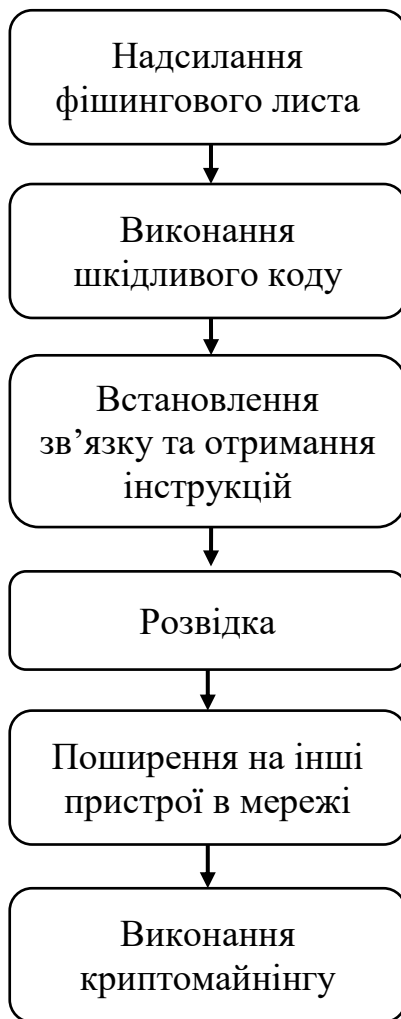 Надсилання
фішингового листа
Виконання
шкідливого коду
Встановлення
зв’язку та отримання
інструкцій
Розвідка
Поширення на інші
пристрої в мережі
Виконання
криптомайнінгу